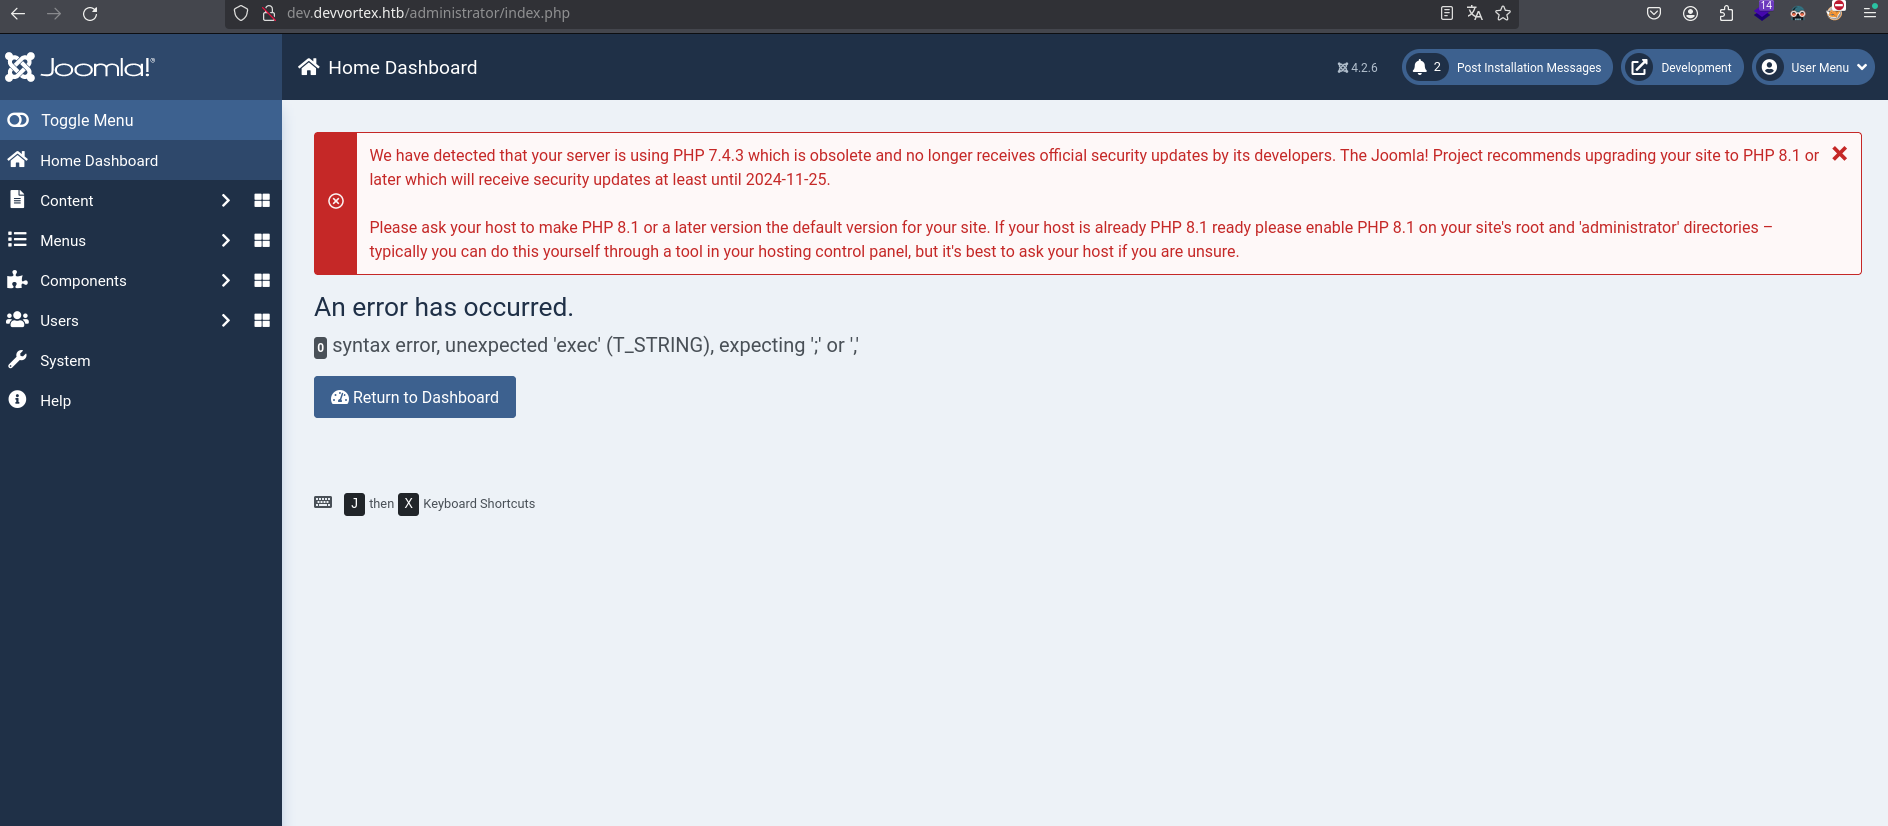 dev.devvortex.htb/administrator/index.php
14
Joomla!®
Home Dashboard
4.2.6
2
Post Installation Messages
Development
User Menu
Toggle Menu
Home Dashboard
Content
Menus
Components
Users
System
Help
We have detected that your server is using PHP 7.4.3 which is obsolete and no longer receives official security updates by its developers. The Joomla! Project recommends upgrading your site to PHP 8.1 or
later which will receive security updates at least until 2024-11-25.
Please ask your host to make PHP 8.1 or a later version the default version for your site. If your host is already PHP 8.1 ready please enable PHP 8.1 on your site's root and 'administrator' directories –
typically you can do this yourself through a tool in your hosting control panel, but it's best to ask your host if you are unsure.
An error has occurred.
0 syntax error, unexpected 'exec' (T_STRING), expecting ';' or ','
Return to Dashboard
J then X Keyboard Shortcuts